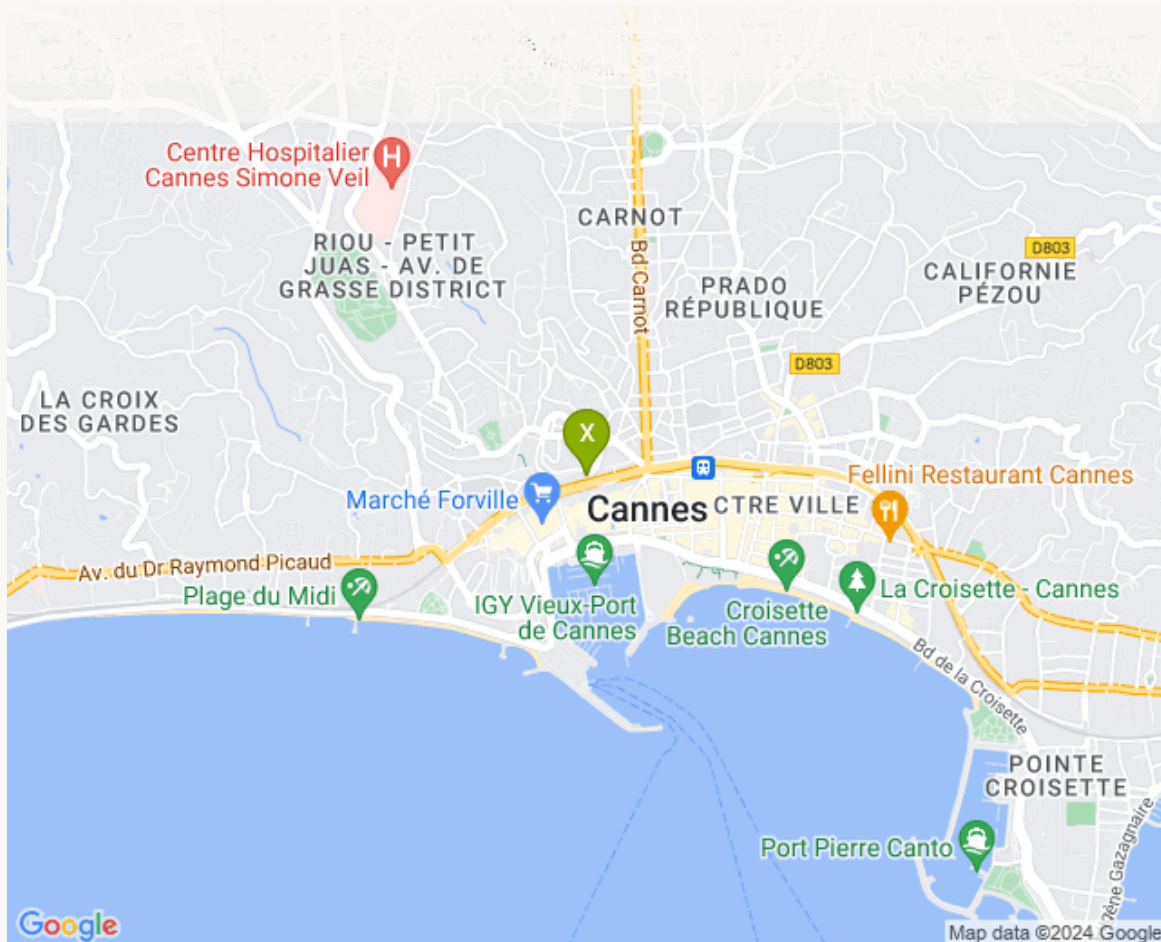 Napoléon
Centre Hospitalier
Cannes Simone Veil
H
CARNOT
RIOU - PETIT
JUAS - AV. DE
GRASSE DISTRICT
Bd Carnot
D803
CALIFORNIE
PÉZOU
PRADO
RÉPUBLIQUE
D803
LA CROIX
DES GARDES
X
Fellini Restaurant Cannes
Marché Forville
Cannes
CTRE VILLE
Av. du Dr Raymond Picaud
Plage du Midi
IGY Vieux-Port
de Cannes
Croisette
Beach Cannes
La Croisette - Cannes
Bd de la Croisette
POINTE
CROISETTE
Port Pierre Canto
Gazagnaire
Google
Map data ©2024 Google